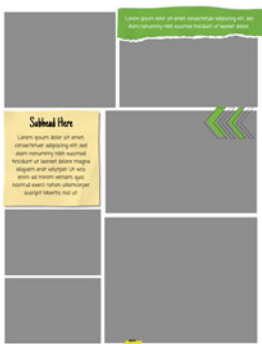 Lorem ipsum dolor sit amet, consectetuer adipiscing elit, sed
diam nonummy nibh euismod tincidunt ut laoreet dolore.
Subhead Here
Lorem ipsum dolor sit amet,
consectetuer adipiscing elit, sed
diam nonummy nibh euismod
tincidunt ut laoreet dolore magna
aliquam erat volutpat ut wisi
enim ad minim veniam, quis
nostrud exerci tation ullamcorper
suscipit lobortis nisl ut